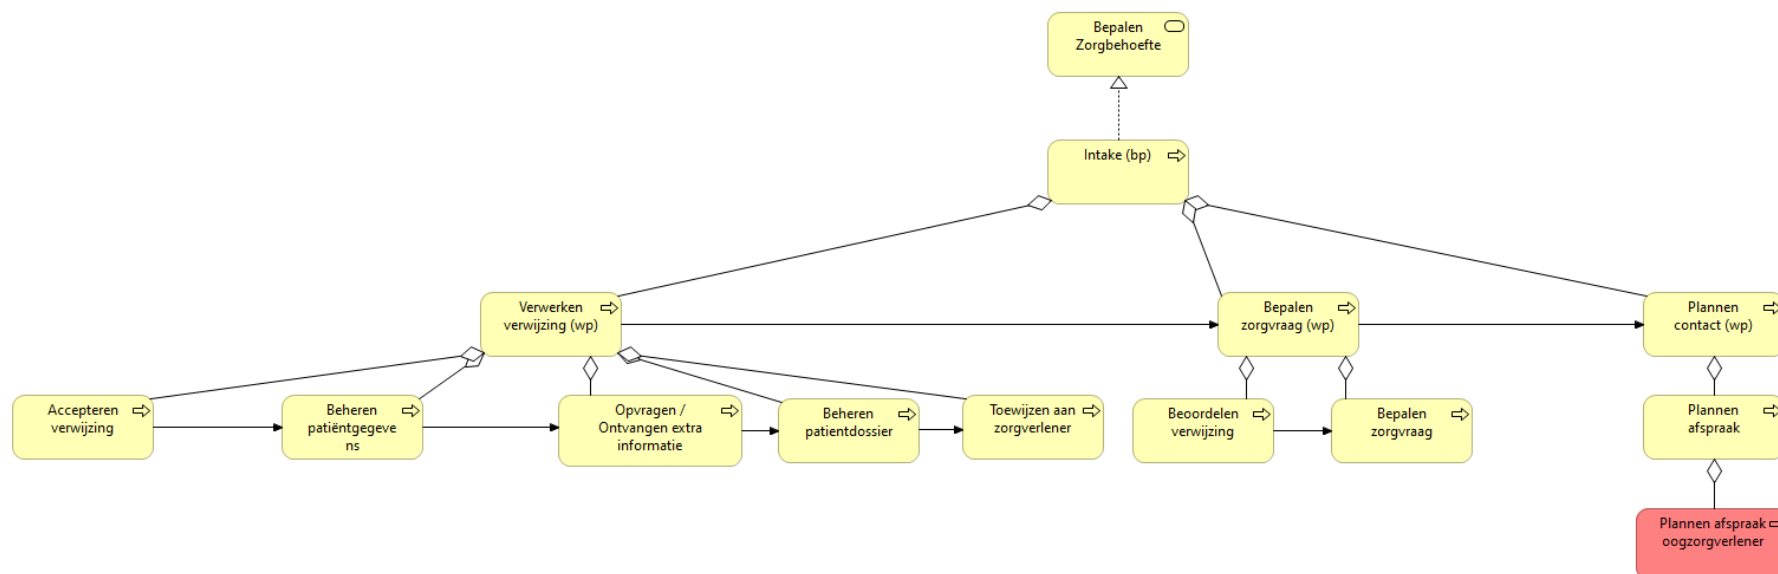 Bepalen
Zorgbehoefte
Intake (bp)
Verwerken
verwijzing (wp)
Bepalen
zorgvraag (wp)
Plannen
contact (wp)
Accepteren
verwijzing
Beheren
patiëntgegeve
ns
Opvragen /
Ontvangen extra
informatie
Beheren
patientdossier
Toewijzen aan
zorgverlener
Beoordelen
verwijzing
Bepalen
zorgvraag
Plannen
afspraak
Plannen afspraak
oogzorgverlener